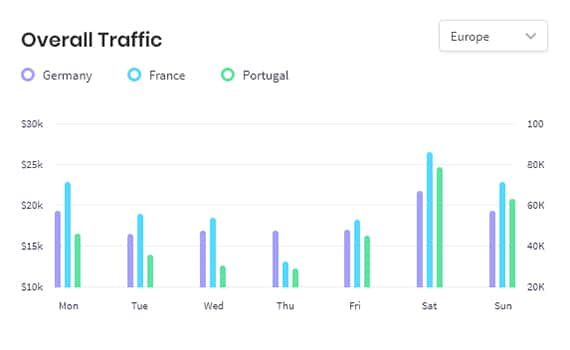 Overall Traffic
Europe
Germany France Portugal
$30k 100
$25k 80K
$20k 60K
$15k 40K
$10k 20K
Mon Tue Wed Thu Fri Sat Sun